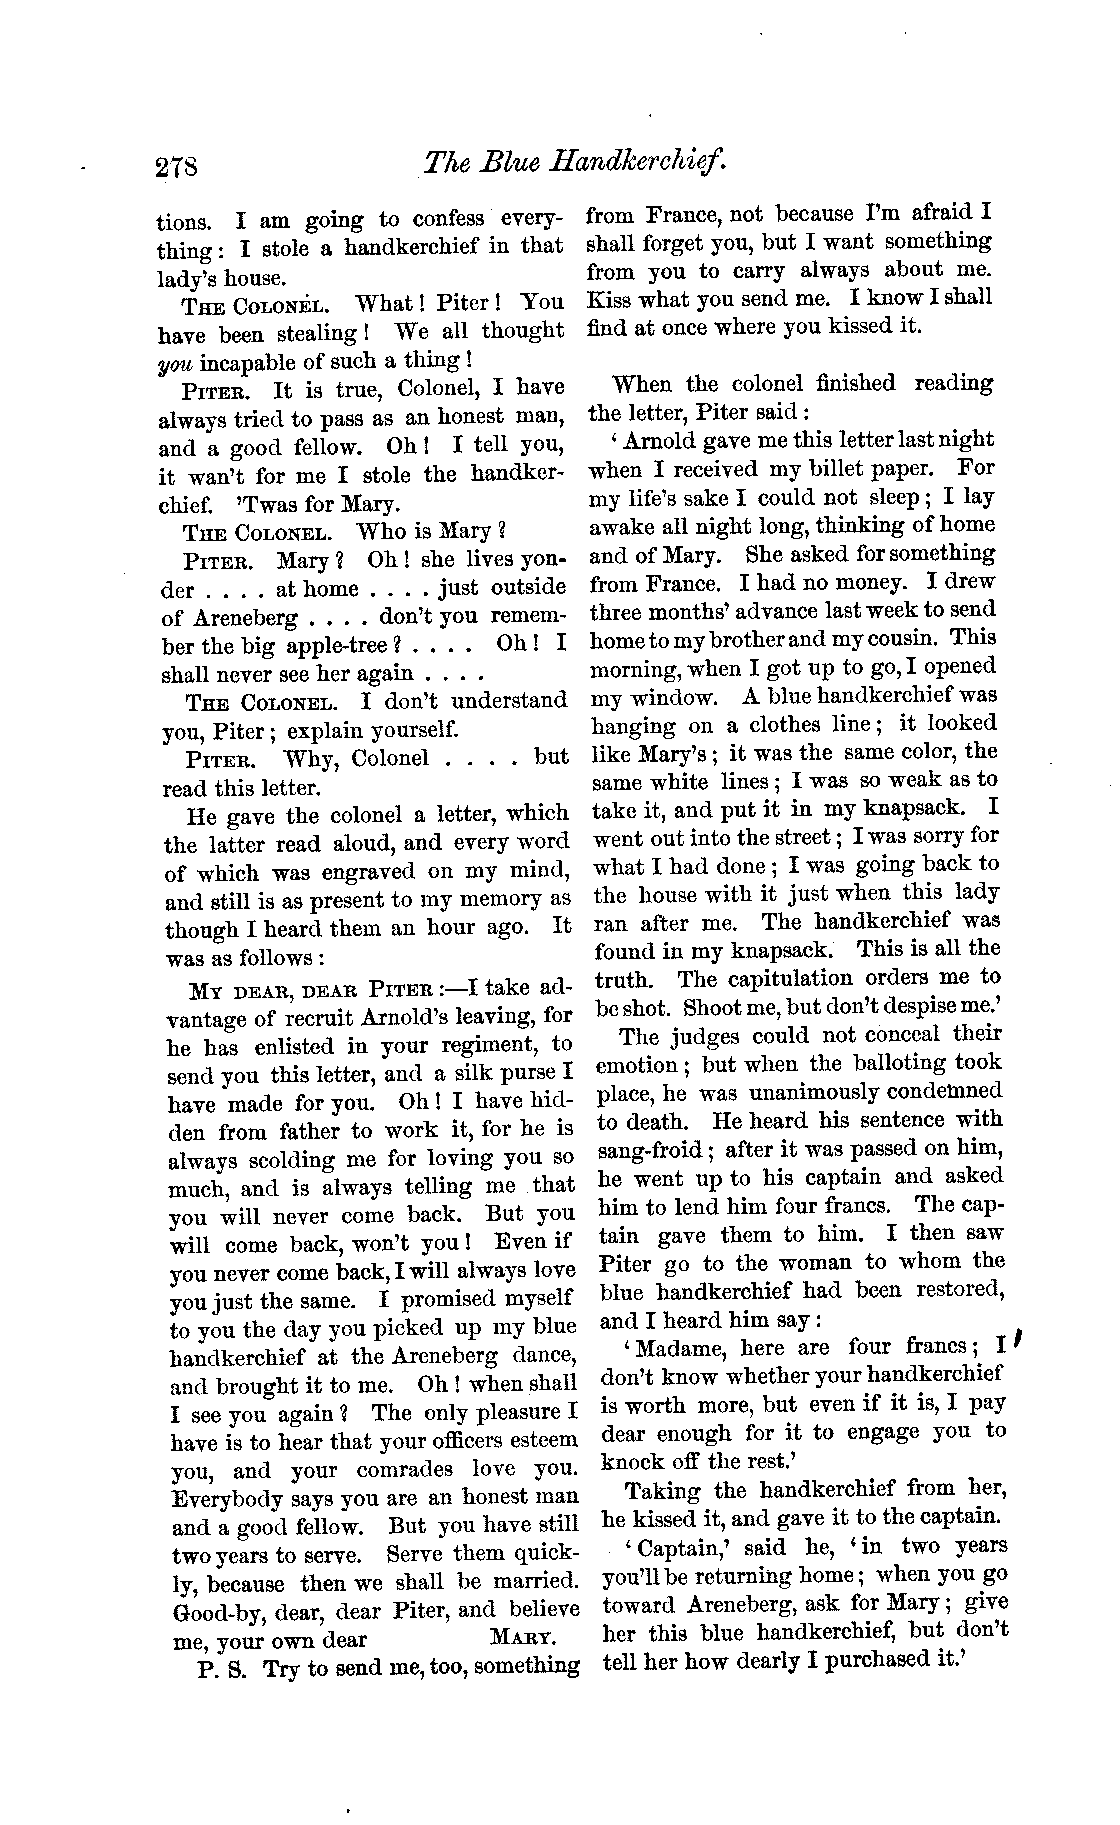 278
The Blue Handkerchief.
tions. I am going to confess every-
thing: I stole a handkerchief in that
lady's house.
THE COLONEL. What! Piter! You
have been stealing! We all thought
you incapable of such a thing!
PITER. It is true, Colonel, I have
always tried to pass as an honest man,
and a good fellow. Oh! I tell you,
it wan't for me I stole the handker-
chief. 'Twas for Mary.
THE COLONEL. Who is Mary?
PITER. Mary? Oh! she lives yon-
der . . . . at home . . . . just outside
of Areneberg . . . . don't you remem-
ber the big apple-tree? . . . . Oh! I
shall never see her again . . . .
THE COLONEL. I don't understand
you, Piter; explain yourself.
PITER. Why, Colonel . . . . but
read this letter.
He gave the colonel a letter, which
the latter read aloud, and every word
of which was engraved on my mind,
and still is as present to my memory as
though I heard them an hour ago. It
was as follows:
MY DEAR, DEAR PITER:—I take ad-
vantage of recruit Arnold's leaving, for
he has enlisted in your regiment, to
send you this letter, and a silk purse I
have made for you. Oh! I have hid-
den from father to work it, for he is
always scolding me for loving you so
much, and is always telling me that
you will never come back. But you
will come back, won't you! Even if
you never come back, I will always love
you just the same. I promised myself
to you the day you picked up my blue
handkerchief at the Areneberg dance,
and brought it to me. Oh! when shall
I see you again? The only pleasure I
have is to hear that your officers esteem
you, and your comrades love you.
Everybody says you are an honest man
and a good fellow. But you have still
two years to serve. Serve them quick-
ly, because then we shall be married.
Good-by, dear, dear Piter, and believe
me, your own dear MARY.
P. S. Try to send me, too, something
from France, not because I'm afraid I
shall forget you, but I want something
from you to carry always about me.
Kiss what you send me. I know I shall
find at once where you kissed it.
When the colonel finished reading
the letter, Piter said:
'Arnold gave me this letter last night
when I received my billet paper. For
my life's sake I could not sleep; I lay
awake all night long, thinking of home
and of Mary. She asked for something
from France. I had no money. I drew
three months' advance last week to send
home to my brother and my cousin. This
morning, when I got up to go, I opened
my window. A blue handkerchief was
hanging on a clothes line; it looked
like Mary's; it was the same color, the
same white lines; I was so weak as to
take it, and put it in my knapsack. I
went out into the street; I was sorry for
what I had done; I was going back to
the house with it just when this lady
ran after me. The handkerchief was
found in my knapsack. This is all the
truth. The capitulation orders me to
be shot. Shoot me, but don't despise me.'
The judges could not conceal their
emotion; but when the balloting took
place, he was unanimously condemned
to death. He heard his sentence with
sang-froid; after it was passed on him,
he went up to his captain and asked
him to lend him four francs. The cap-
tain gave them to him. I then saw
Piter go to the woman to whom the
blue handkerchief had been restored,
and I heard him say:
'Madame, here are four francs; I
don't know whether your handkerchief
is worth more, but even if it is, I pay
dear enough for it to engage you to
knock off the rest.'
Taking the handkerchief from her,
he kissed it, and gave it to the captain.
'Captain,' said he, 'in two years
you'll be returning home; when you go
toward Areneberg, ask for Mary; give
her this blue handkerchief, but don't
tell her how dearly I purchased it.'